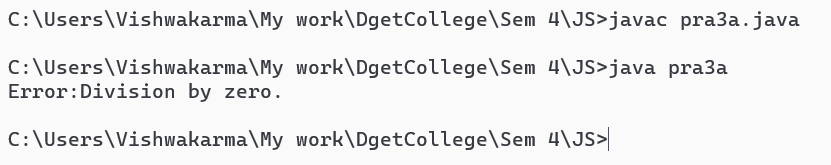 C:\Users\Vishwakarma\My work\DgetCollege\Sem 4\JS>javac pra3a.java
C:\Users\Vishwakarma\My work\DgetCollege\Sem 4\JS>java pra3a
Error:Division by zero.
C:\Users\Vishwakarma\My work\DgetCollege\Sem 4\JS>